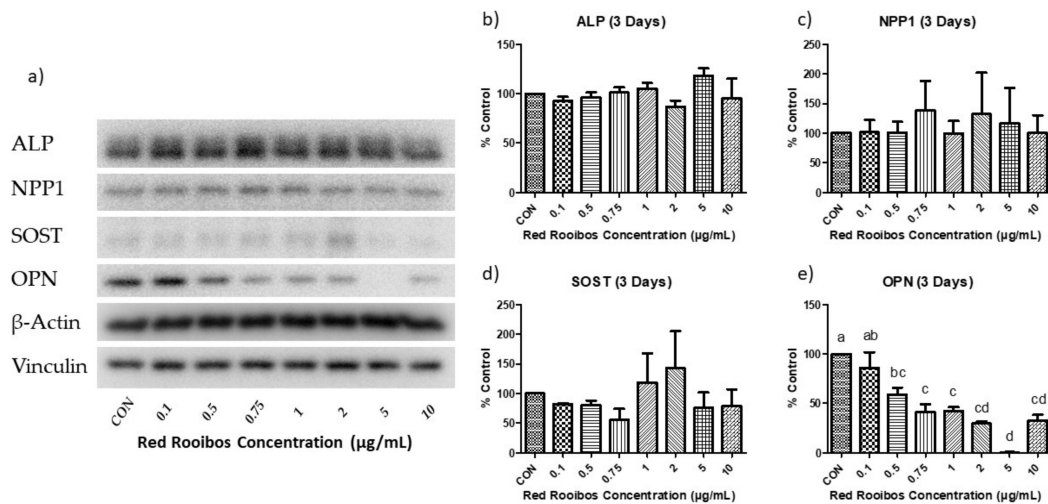 a)
ALP
NPP1
SOST
OPN
β-Actin
Vinculin
CON 0.1 0.5 0.75 1 2 5 10
Red Rooibos Concentration (µg/mL)
b)
ALP (3 Days)
% Control
150
100
50
0
CON 0.1 0.5 0.75 1 2 5 10
Red Rooibos Concentration (µg/mL)
c)
NPP1 (3 Days)
% Control
250
200
150
100
50
0
CON 0.1 0.5 0.75 1 2 5 10
Red Rooibos Concentration (µg/mL)
d)
SOST (3 Days)
% Control
250
200
150
100
50
0
CON 0.1 0.5 0.75 1 2 5 10
Red Rooibos Concentration (µg/mL)
e)
OPN (3 Days)
% Control
150
100
50
0
a ab bc c c cd d cd
CON 0.1 0.5 0.75 1 2 5 10
Red Rooibos Concentration (µg/mL)